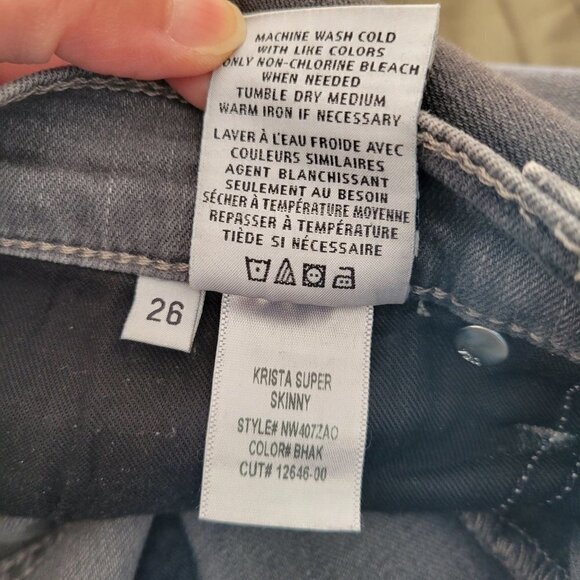 MACHINE WASH COLD
WITH LIKE COLORS
ONLY NON-CHLORINE BLEACH
WHEN NEEDED
TUMBLE DRY MEDIUM
WARM IRON IF NECESSARY
LAVER À L'EAU FROIDE AVEC
COULEURS SIMILAIRES
AGENT BLANCHISSANT
SEULEMENT AU BESOIN
SÉCHER À TEMPÉRATURE MOYENNE
REPASSER À TEMPÉRATURE
TIÈDE SI NÉCESSAIRE
26
KRISTA SUPER
SKINNY
STYLE# NW407ZAO
COLOR# BHAK
CUT# 12646-00